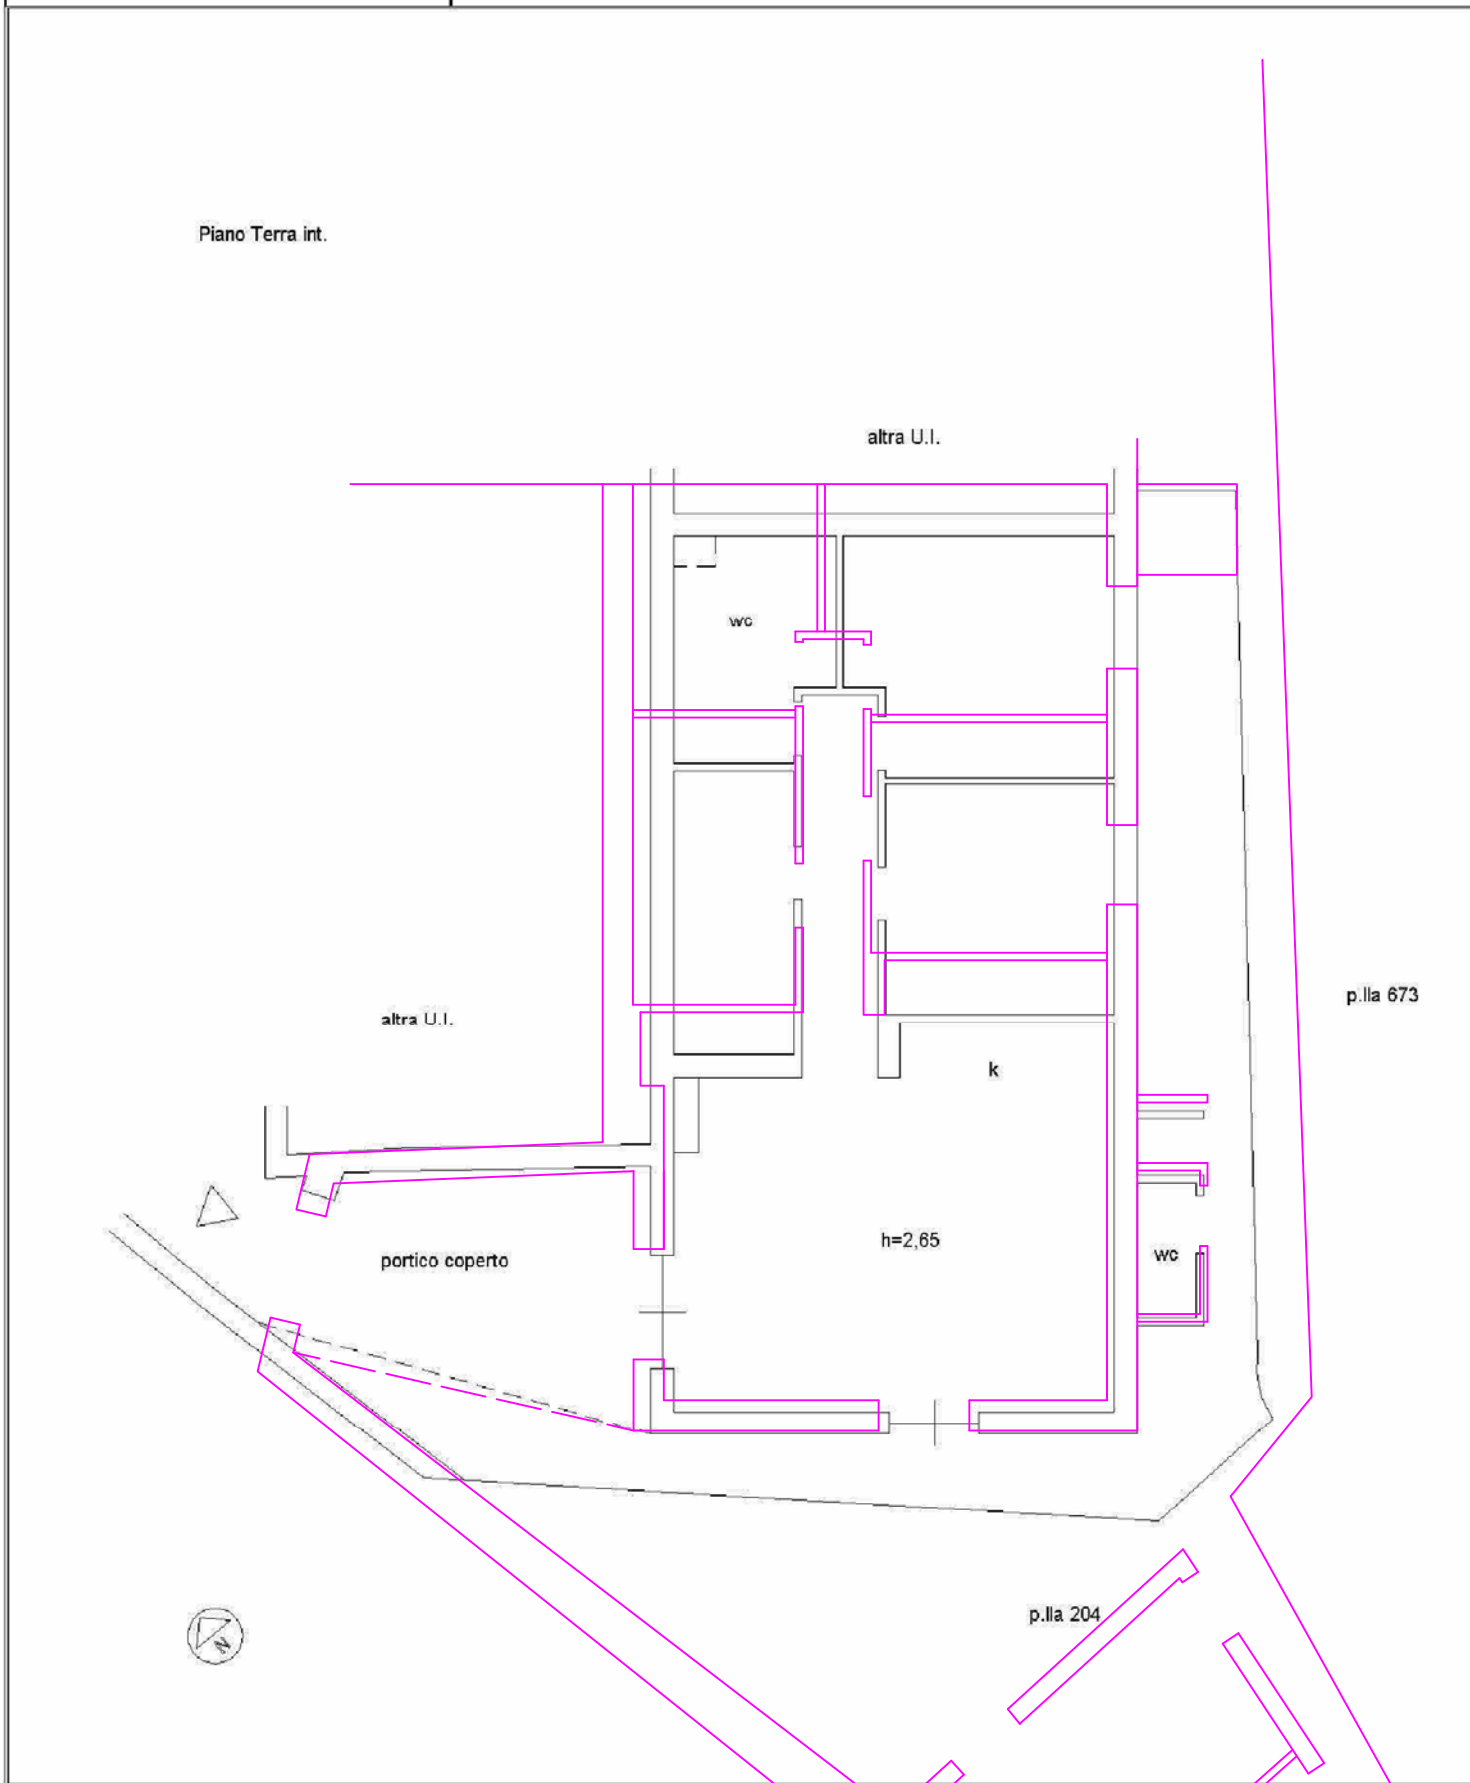 Piano Terra int.
altra U.I.
wc
p.lla 673
altra U.I.
k
h=2,65
wc
portico coperto
p.lla 204
N